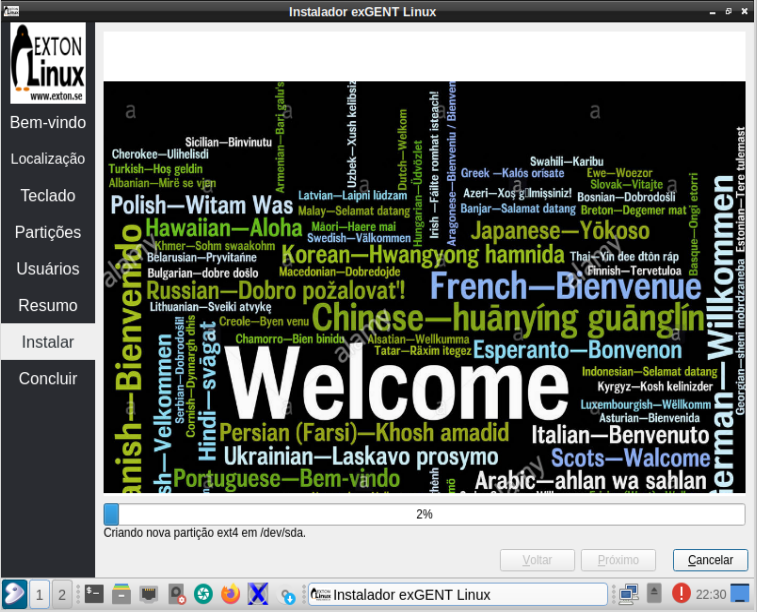 Instalador exGENT Linux
EXTON
Linux
www.exton.se
Bem-vindo
Localização
Teclado
Partições
Usuários
Resumo
Instalar
Concluir
Sicilian—Binvinutu
Cherokee—Ulihelisdi
Turkish—Hoş geldin
Albanian—Mirë se vjen
Armenian—Bari galu's
Uzbek—Xush kelibsiz
Dutch—Welkom
Hungarian—Üdvözlet
Irish—Fáilte romhat isteach!
Aragonese—Bienveniu / Bienven
Swahili—Karibu
Greek —Kalós orísate
Ewe—Woezor
Slovak—Vitajte
Azeri—Xoş gəlmişsiniz!
Bosnian—Dobrodošli
Banjar—Salamat datang
Breton—Degemer mat
Basque—Ongi etorri
Estonian—Tere tulemast
Polish—Witam Was
Latvian—Laipni lūdzam
Malay—Selamat datang
Hawaiian—Aloha
Māori—Haere mai
Swedish—Välkommen
Japanese—Yōkoso
Khmer—Sohm swaakohm
Belarusian—Pryvitańne
Korean—Hwangyong hamnida
Thai—Yin dee dtôn ráp
Bulgarian—dobre došlo
Macedonian—Dobredojde
Finnish—Tervetuloa
Russian—Dobro požalovat'!
French—Bienvenue
Lithuanian—Sveiki atvykę
Creole—Byen venu
Chinese—huānyíng guānglín
Chamorro—Bien binido
Alsatian—Wellkumma
Tatar—Räxim itegez
Esperanto—Bonvenon
anish—Bienvenido
sh—Velkommen
Serbian—Dobrodošli
Cornish—Dynnargh dhis
Hindi—svāgat
Welcome
Indonesian—Selamat datang
Kyrgyz—Kosh kelinizder
Luxembourgish—Wëllkomm
Asturian—Bienvenida
German—Willkommen
Georgian—sheni mobrdzaneba
Persian (Farsi)—Khosh amadid
Italian—Benvenuto
Ukrainian—Laskavo prosymo
Scots—Walcome
Portuguese—Bem-vindo
Arabic—ahlan wa sahlan
alamy
2%
Criando nova partição ext4 em /dev/sda.
Voltar Próximo Cancelar
1 2 Instalador exGENT Linux 22:30